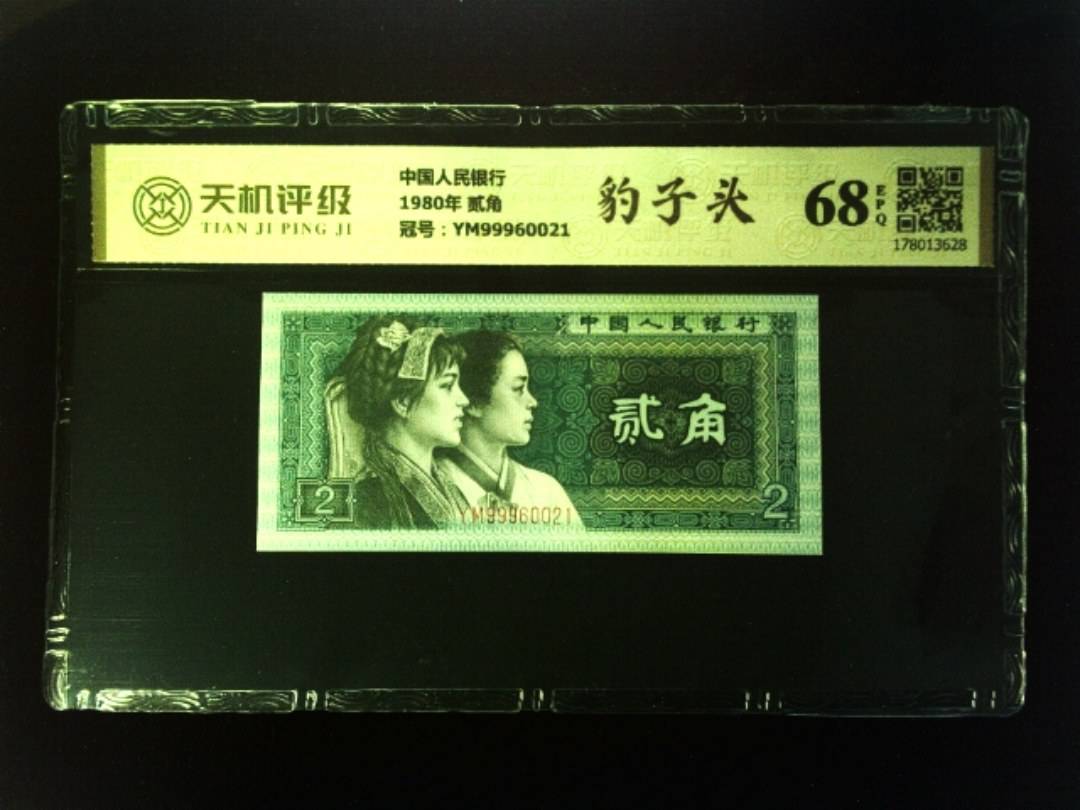 天机评级
TIAN JI PING JI
中国人民银行
1980年 贰角
冠号：YM99960021
豹子头
68
EPQ
178013628
中国人民银行
贰角
2
YM99960021
2